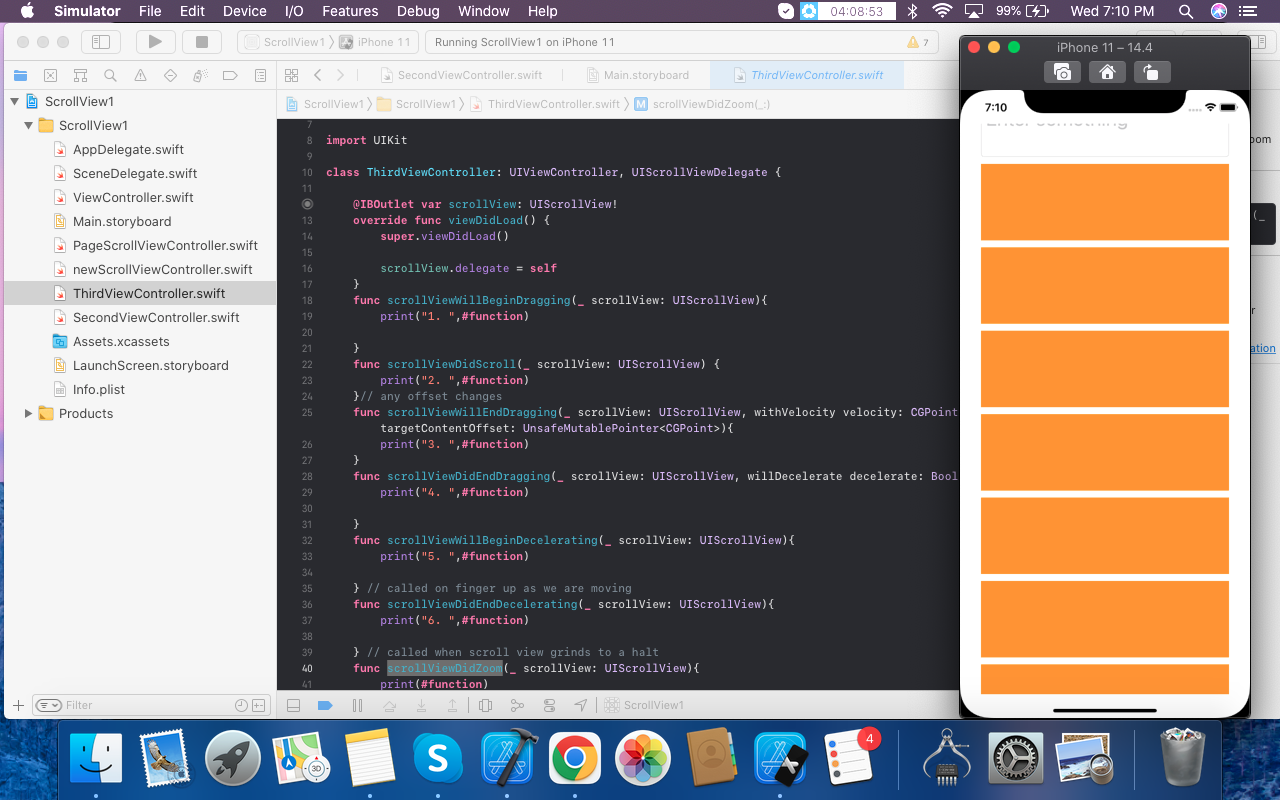 Simulator File Edit Device I/O Features Debug Window Help 04:08:53 99% Wed 7:10 PM
ScrollView1 iPhone 11 Running ScrollView1 on iPhone 11 7
iPhone 11 – 14.4
SecondViewController.swift Main.storyboard ThirdViewController.swift
ScrollView1 ScrollView1 ThirdViewController.swift M scrollViewDidZoom(_:)
ScrollView1
ScrollView1
AppDelegate.swift
SceneDelegate.swift
ViewController.swift
Main.storyboard
PageScrollViewController.swift
newScrollViewController.swift
ThirdViewController.swift
SecondViewController.swift
Assets.xcassets
LaunchScreen.storyboard
Info.plist
Products
Filter
7
8 import UIKit
9
10 class ThirdViewController: UIViewController, UIScrollViewDelegate {
11
@IBOutlet var scrollView: UIScrollView!
13 override func viewDidLoad() {
14 super.viewDidLoad()
15
16 scrollView.delegate = self
17 }
18 func scrollViewWillBeginDragging(_ scrollView: UIScrollView){
19 print("1. ",#function)
20
21 }
22 func scrollViewDidScroll(_ scrollView: UIScrollView) {
23 print("2. ",#function)
24 }// any offset changes
25 func scrollViewWillEndDragging(_ scrollView: UIScrollView, withVelocity velocity: CGPoint
targetContentOffset: UnsafeMutablePointer<CGPoint>){
26 print("3. ",#function)
27 }
28 func scrollViewDidEndDragging(_ scrollView: UIScrollView, willDecelerate decelerate: Bool
29 print("4. ",#function)
30
31 }
32 func scrollViewWillBeginDecelerating(_ scrollView: UIScrollView){
33 print("5. ",#function)
34
35 } // called on finger up as we are moving
36 func scrollViewDidEndDecelerating(_ scrollView: UIScrollView){
37 print("6. ",#function)
38
39 } // called when scroll view grinds to a halt
40 func scrollViewDidZoom(_ scrollView: UIScrollView){
41 print(#function)
ScrollView1
7:10
Enter something
oom
(_
r
ation
3D
4